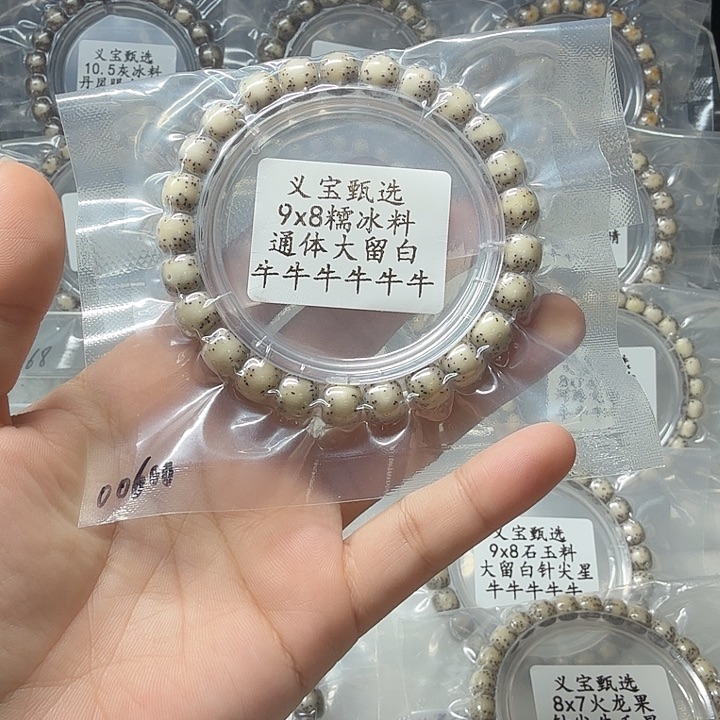 义宝甄选
10.5灰冰料
义宝甄选
9x8糯冰料
通体大留白
牛牛牛牛牛牛
义宝甄选
9x8石玉料
大留白针尖星
牛牛牛牛牛
义宝甄选
8x7火龙果